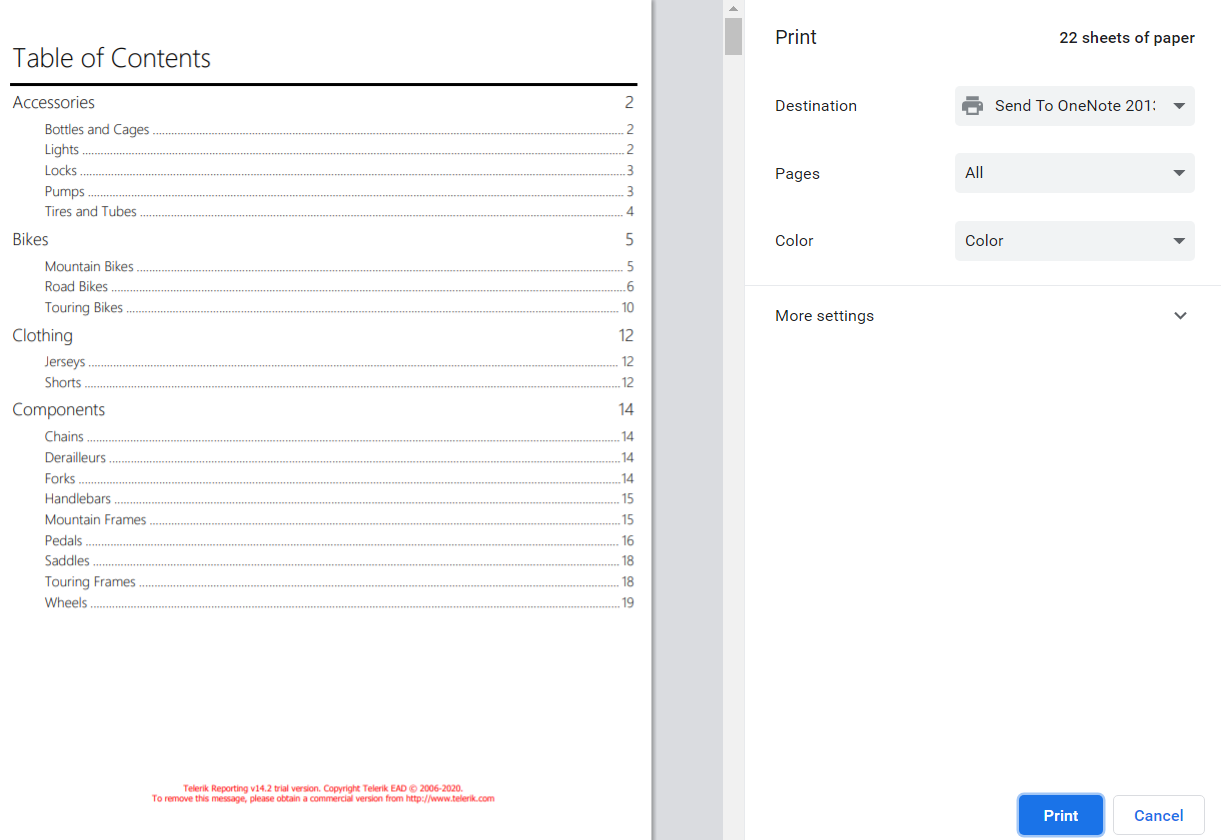 Table of Contents
Accessories 2
Bottles and Cages 2
Lights 2
Locks 3
Pumps 3
Tires and Tubes 4
Bikes 5
Mountain Bikes 5
Road Bikes 6
Touring Bikes 10
Clothing 12
Jerseys 12
Shorts 12
Components 14
Chains 14
Derailleurs 14
Forks 14
Handlebars 15
Mountain Frames 15
Pedals 16
Saddles 18
Touring Frames 18
Wheels 19
Telerik Reporting v14.2 trial version. Copyright Telerik EAD © 2006-2020.
To remove this message, please obtain a commercial version from http://www.telerik.com
Print 22 sheets of paper
Destination Send To OneNote 201
Pages All
Color Color
More settings
Print Cancel